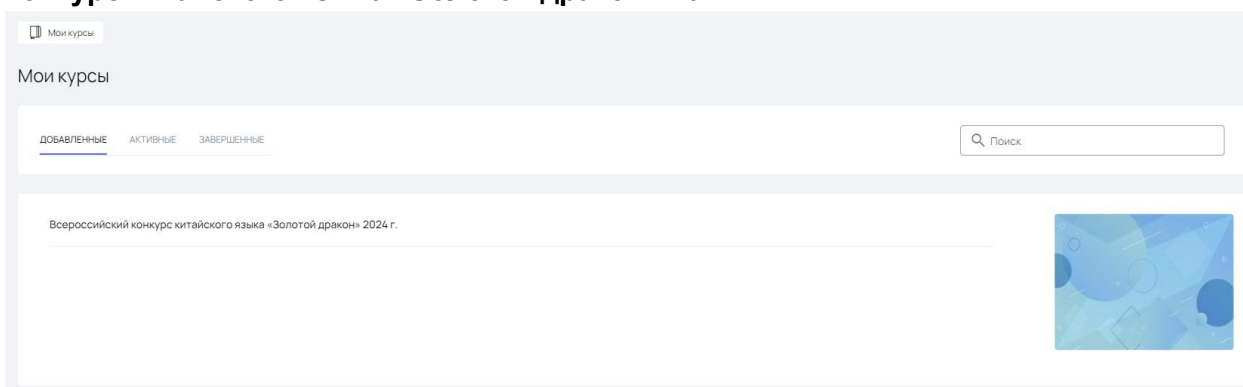 Мои курсы
Мои курсы
ДОБАВЛЕННЫЕ АКТИВНЫЕ ЗАВЕРШЕННЫЕ
Поиск
Всероссийский конкурс китайского языка «Золотой дракон» 2024 г.